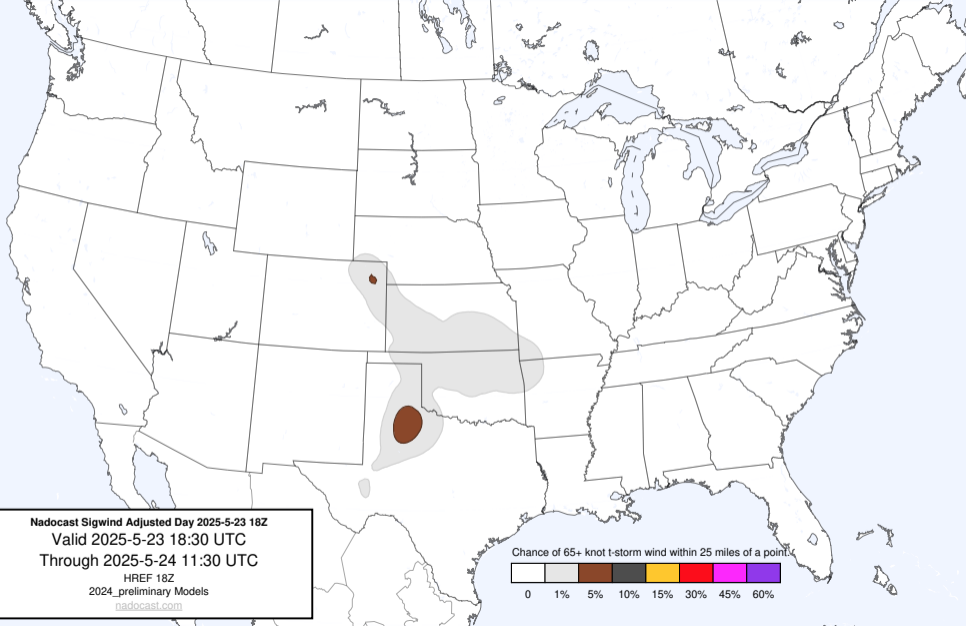 Nadocast Sigwind Adjusted Day 2025-5-23 18Z
Valid 2025-5-23 18:30 UTC
Through 2025-5-24 11:30 UTC
HREF 18Z
2024_preliminary Models
nadocast.com
Chance of 65+ knot t-storm wind within 25 miles of a point.
0 1% 5% 10% 15% 30% 45% 60%